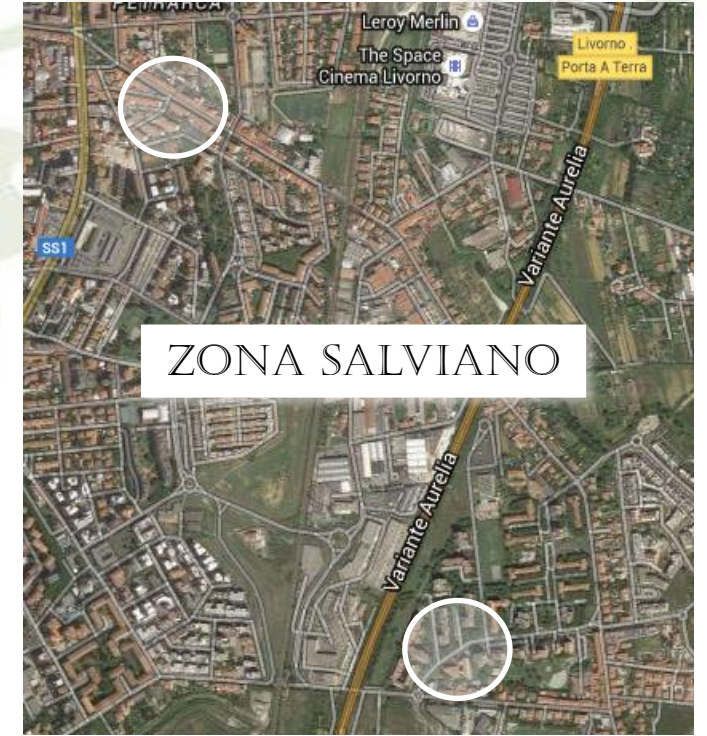 PETRARCA
Leroy Merlin
The Space
Cinema Livorno
Livorno .
Porta A Terra
Variante Aurelia
SS1
ZONA SALVIANO
Variante Aurelia